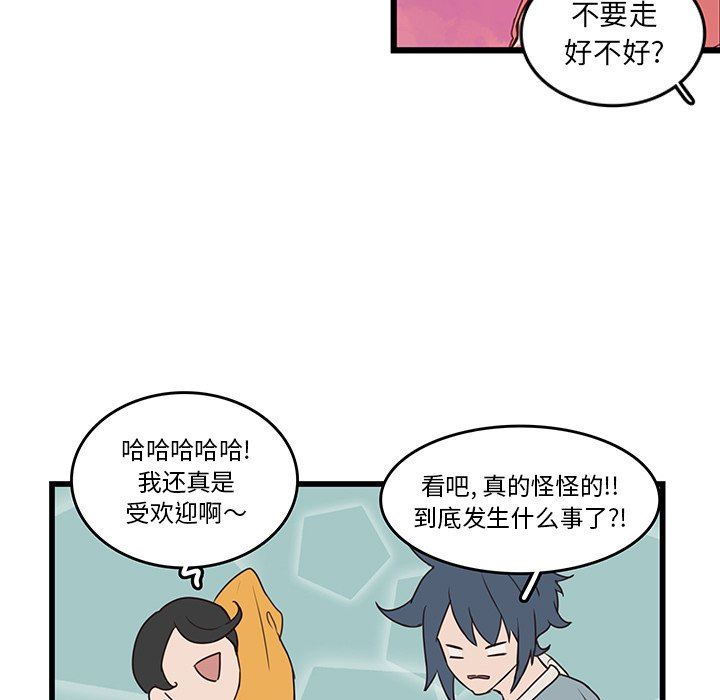 不要走
好不好?
哈哈哈哈哈!
我还真是
受欢迎啊～
看吧, 真的怪怪的!!
到底发生什么事了?!